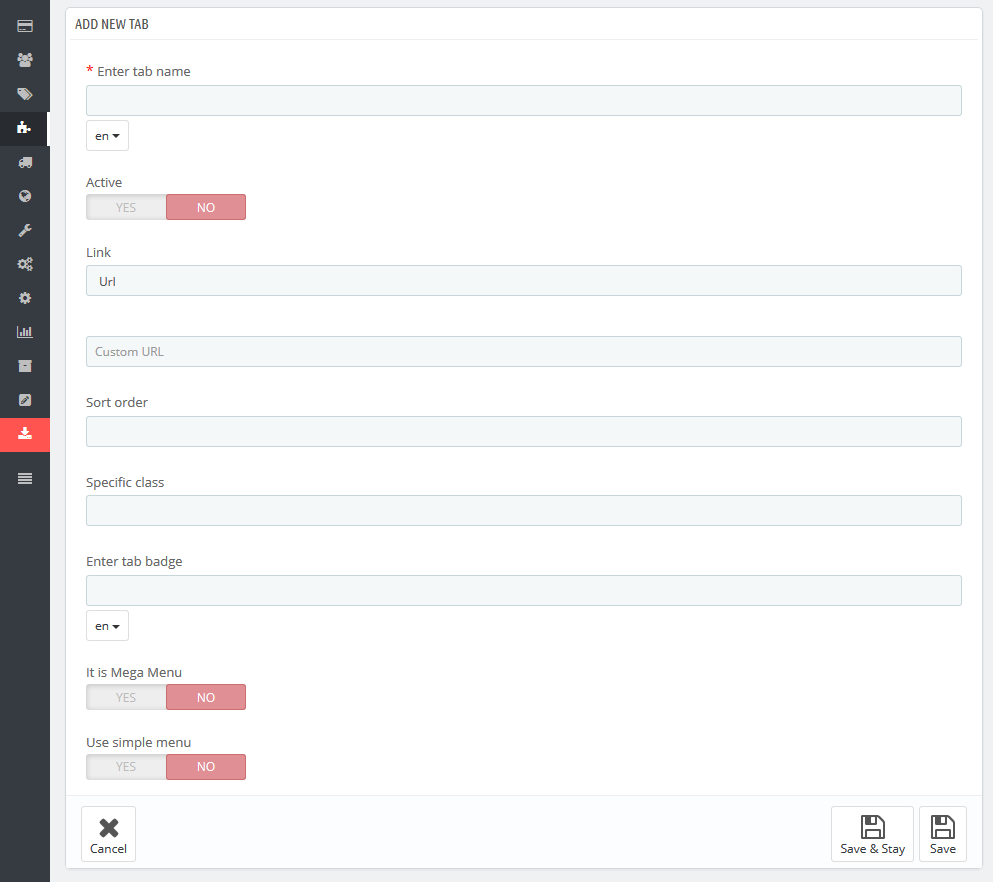 ADD NEW TAB
* Enter tab name
en
Active
YES NO
Link
Url
Custom URL
Sort order
Specific class
Enter tab badge
en
It is Mega Menu
YES NO
Use simple menu
YES NO
Cancel Save & Stay Save